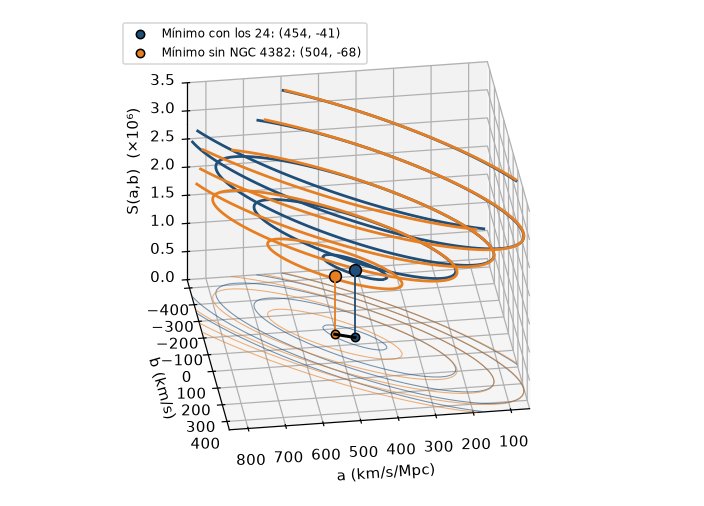 Mínimo con los 24: (454, -41)
Mínimo sin NGC 4382: (504, -68)
S(a,b) (×10⁶)
3.5
3.0
2.5
2.0
1.5
1.0
0.5
0.0
−400
−300
−200
−100
0
100
200
300
400
b (km/s)
800 700 600 500 400 300 200 100
a (km/s/Mpc)